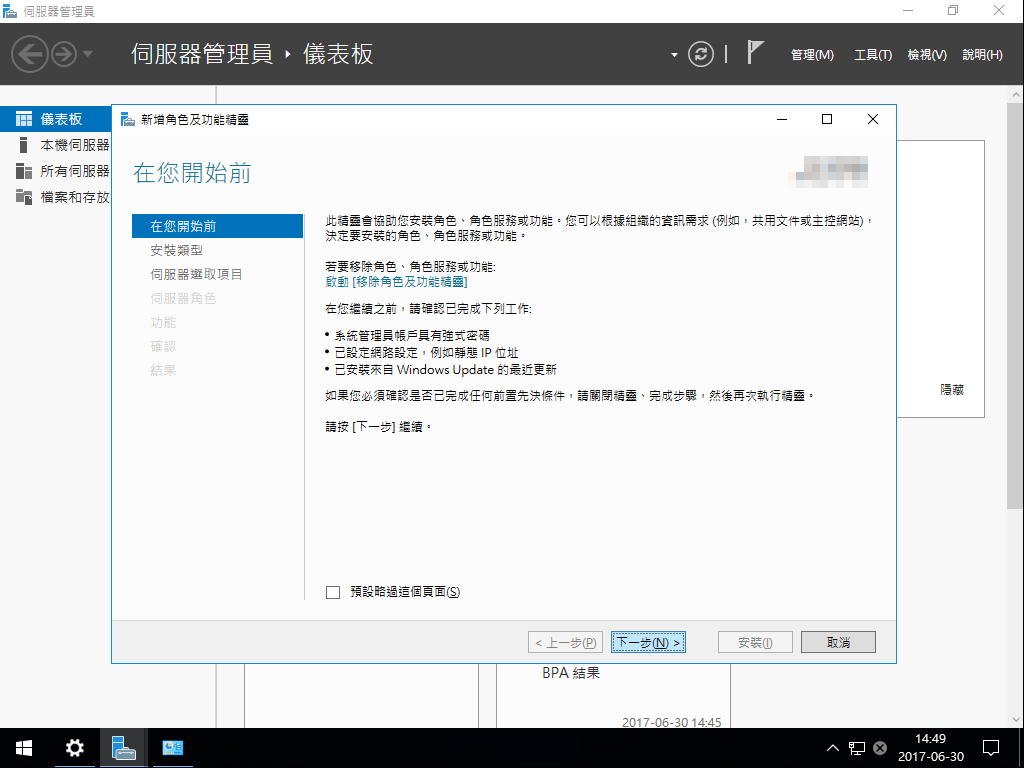 伺服器管理員
伺服器管理員 ‣ 儀表板
管理(M) 工具(T) 檢視(V) 說明(H)
儀表板
本機伺服器
所有伺服器
檔案和存放
新增角色及功能精靈
在您開始前
在您開始前
安裝類型
伺服器選取項目
伺服器角色
功能
確認
結果
此精靈會協助您安裝角色、角色服務或功能。您可以根據組織的資訊需求 (例如，共用文件或主控網站)，
決定要安裝的角色、角色服務或功能。
若要移除角色、角色服務或功能:
啟動 [移除角色及功能精靈]
在您繼續之前，請確認已完成下列工作:
• 系統管理員帳戶具有強式密碼
• 已設定網路設定，例如靜態 IP 位址
• 已安裝來自 Windows Update 的最近更新
如果您必須確認是否已完成任何前置先決條件，請關閉精靈、完成步驟，然後再次執行精靈。
請按 [下一步] 繼續。
預設略過這個頁面(S)
< 上一步(P) 下一步(N) > 安裝(I) 取消
隱藏
BPA 結果
2017-06-30 14:45
14:49
2017-06-30